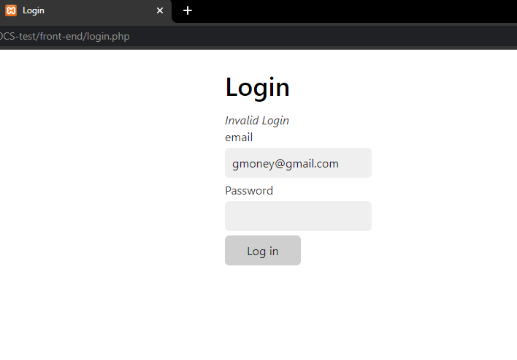 Login
OCS-test/front-end/login.php
Login
Invalid Login
email
gmoney@gmail.com
Password
Log in